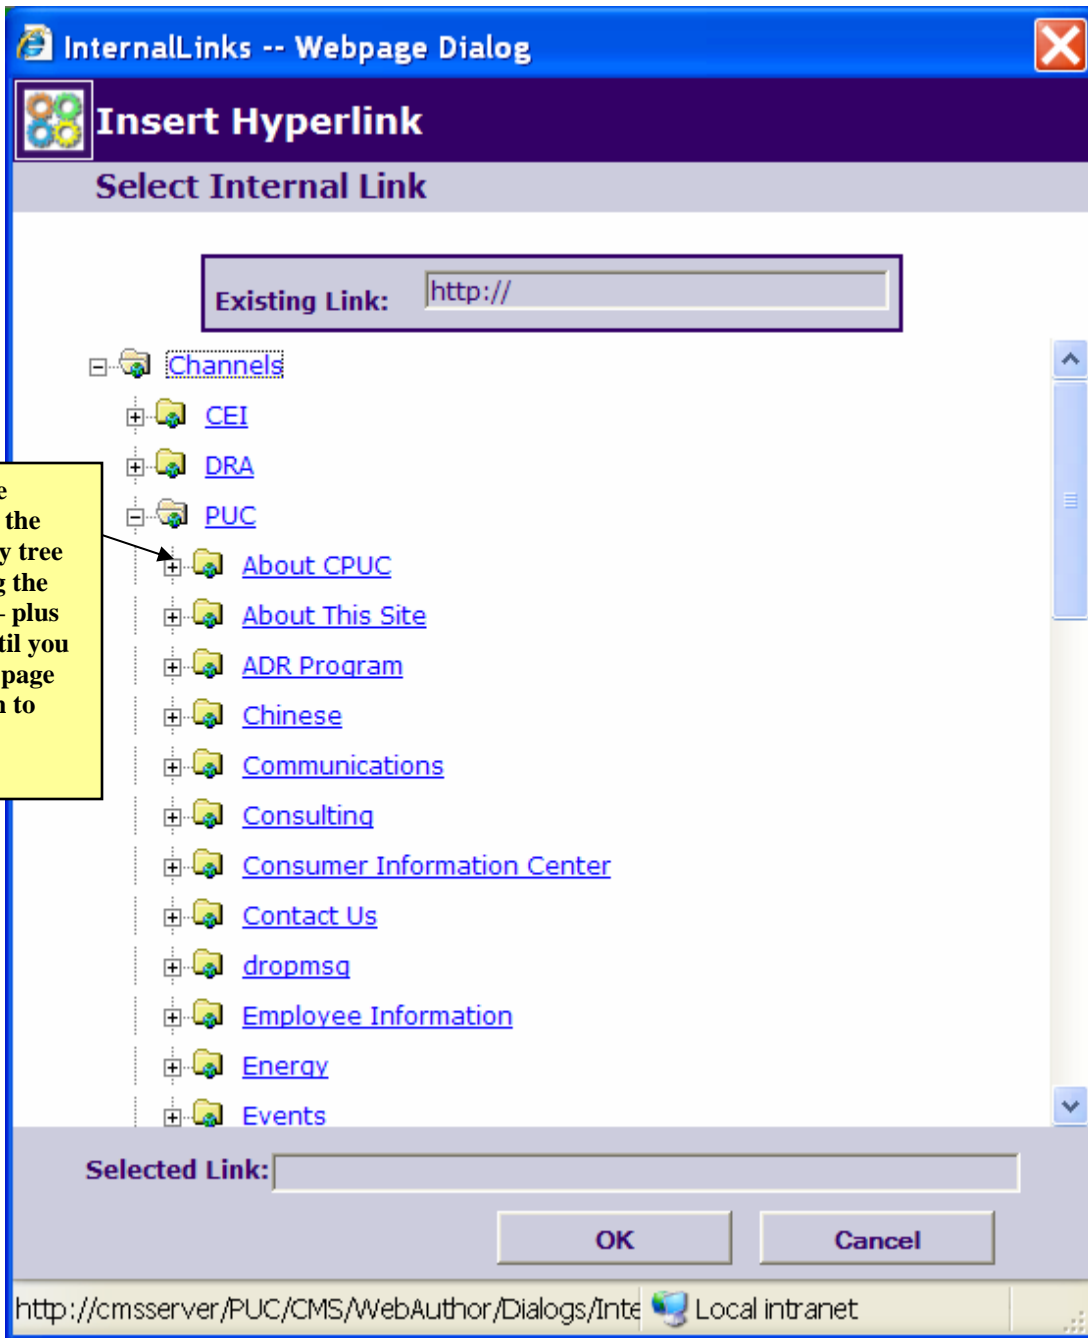 InternalLinks -- Webpage Dialog
Insert Hyperlink
Select Internal Link
Existing Link: http://
Channels
CEI
DRA
PUC
the
y tree
g the
– plus
til you
page
n to
About CPUC
About This Site
ADR Program
Chinese
Communications
Consulting
Consumer Information Center
Contact Us
dropmsg
Employee Information
Energy
Events
Selected Link:
OK Cancel
http://cmsserver/PUC/CMS/WebAuthor/Dialogs/Inte Local intranet